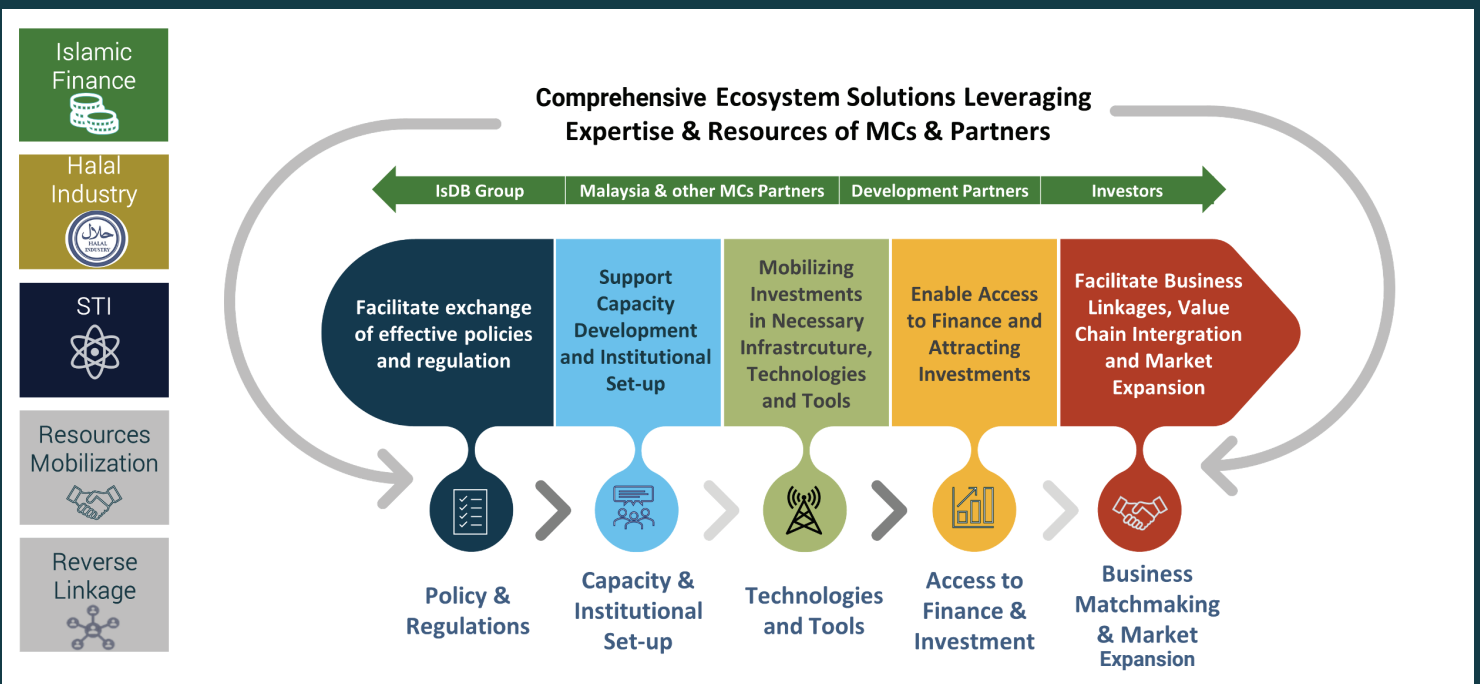 Islamic
Finance
Halal
Industry
حلال
HALAL
INDUSTRY
STI
Resources
Mobilization
Reverse
Linkage
Comprehensive Ecosystem Solutions Leveraging
Expertise & Resources of MCs & Partners
IsDB Group
Malaysia & other MCs Partners
Development Partners
Investors
Facilitate exchange
of effective policies
and regulation
Support
Capacity
Development
and Institutional
Set-up
Mobilizing
Investments
in Necessary
Infrastrcuture,
Technologies
and Tools
Enable Access
to Finance and
Attracting
Investments
Facilitate Business
Linkages, Value
Chain Intergration
and Market
Expansion
Policy &
Regulations
Capacity &
Institutional
Set-up
Technologies
and Tools
Access to
Finance &
Investment
Business
Matchmaking
& Market
Expansion